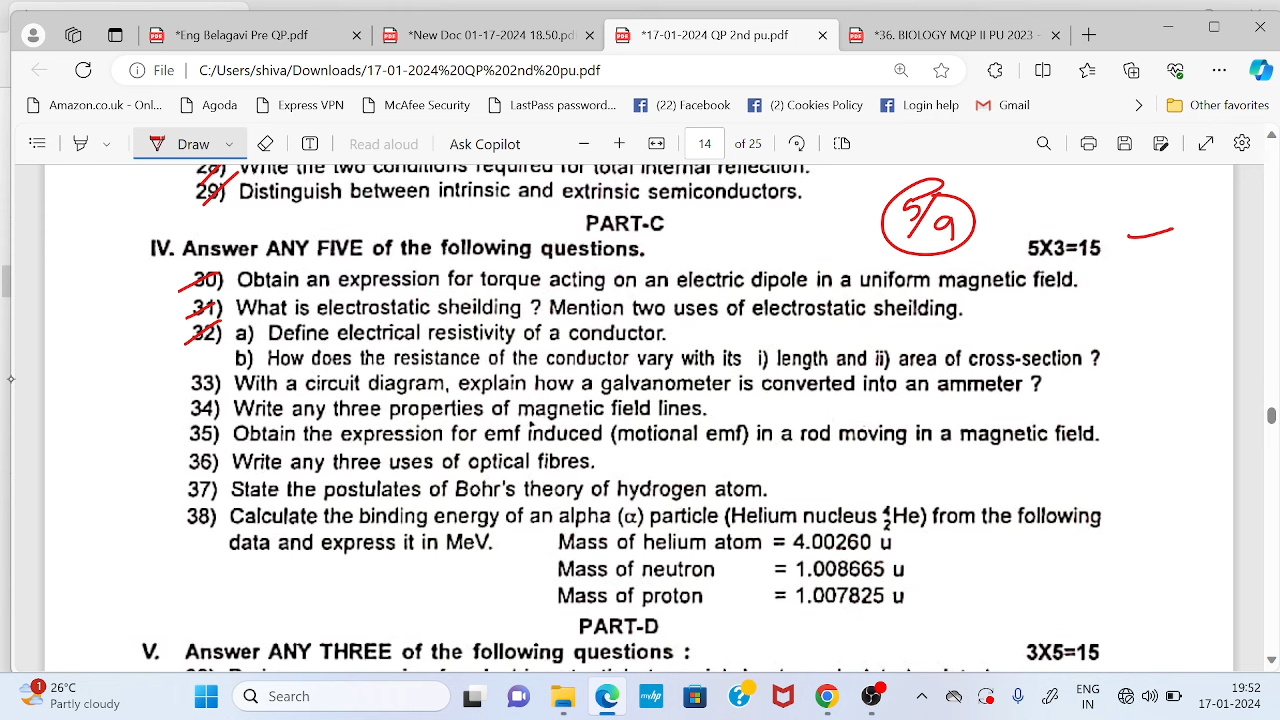 *Eng Belagavi Pre QP.pdf
*New Doc 01-17-2024 18.50.pd
*17-01-2024 QP 2nd pu.pdf
*36. BIOLOGY MQP II PU 2023 -
File C:/Users/shiva/Downloads/17-01-2024%20QP%202nd%20pu.pdf
Amazon.co.uk - Onl... Agoda Express VPN McAfee Security LastPass password... (22) Facebook (2) Cookies Policy Login help Gmail Other favorites
Draw Read aloud Ask Copilot 14 of 25
28) Write the two conditions required for total internal reflection.
29) Distinguish between intrinsic and extrinsic semiconductors.
PART-C
5/9
IV. Answer ANY FIVE of the following questions. 5X3=15
30) Obtain an expression for torque acting on an electric dipole in a uniform magnetic field.
31) What is electrostatic sheilding ? Mention two uses of electrostatic sheilding.
32) a) Define electrical resistivity of a conductor.
b) How does the resistance of the conductor vary with its i) length and ii) area of cross-section ?
33) With a circuit diagram, explain how a galvanometer is converted into an ammeter ?
34) Write any three properties of magnetic field lines.
35) Obtain the expression for emf induced (motional emf) in a rod moving in a magnetic field.
36) Write any three uses of optical fibres.
37) State the postulates of Bohr's theory of hydrogen atom.
38) Calculate the binding energy of an alpha (α) particle (Helium nucleus ⁴₂He) from the following
data and express it in MeV. Mass of helium atom = 4.00260 u
Mass of neutron = 1.008665 u
Mass of proton = 1.007825 u
PART-D
V. Answer ANY THREE of the following questions : 3X5=15
1 26°C
Partly cloudy
Search
myhp
ENG
IN
19:52
17-01-2024